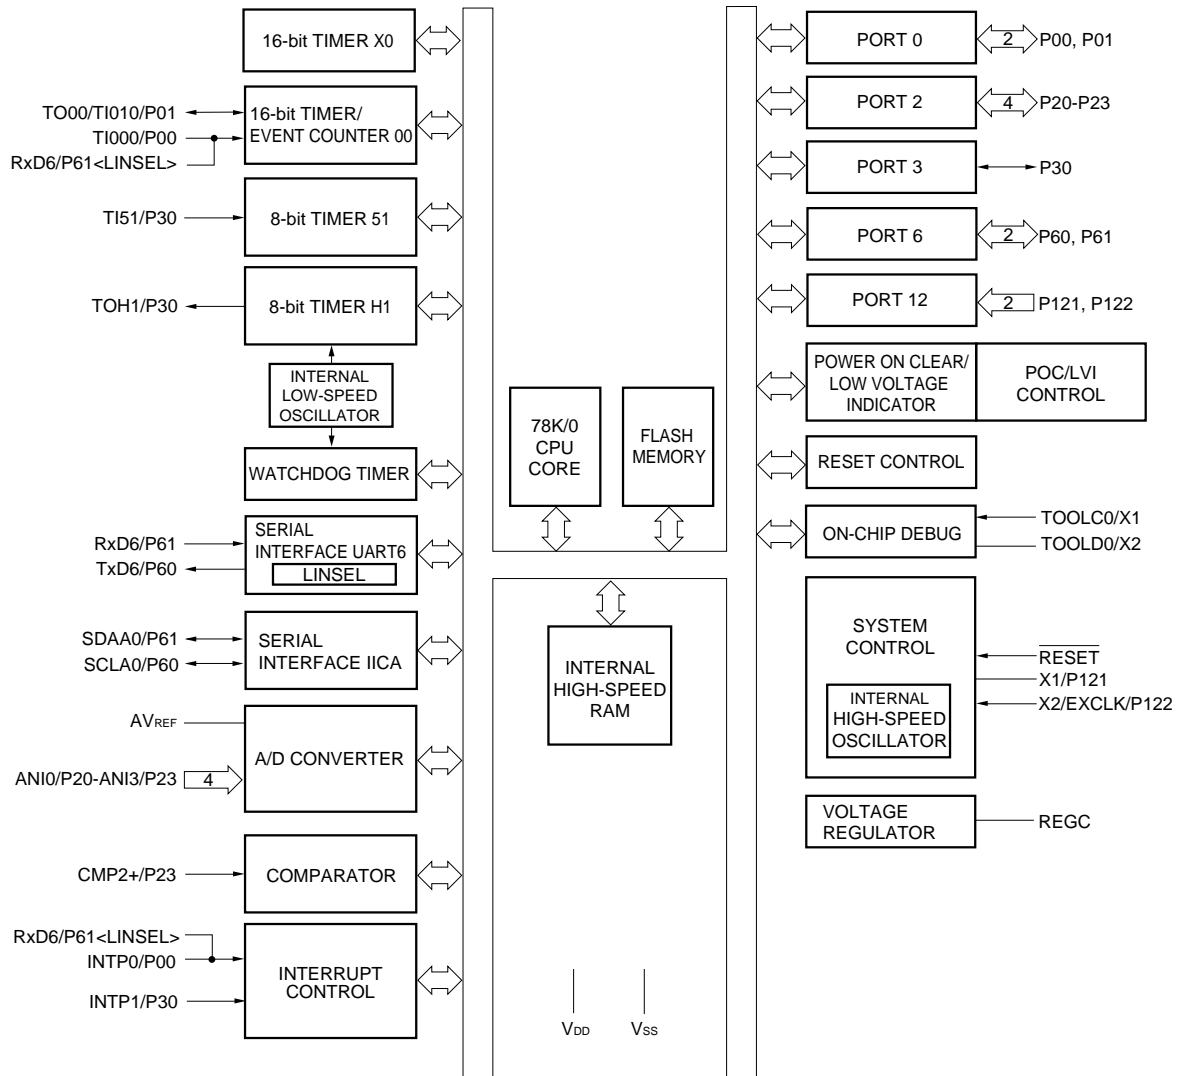 16-bit TIMER X0
TO00/TI010/P01
TI000/P00
RxD6/P61<LINSEL>
16-bit TIMER/
EVENT COUNTER 00
TI51/P30
8-bit TIMER 51
TOH1/P30
8-bit TIMER H1
INTERNAL
LOW-SPEED
OSCILLATOR
WATCHDOG TIMER
RxD6/P61
TxD6/P60
SERIAL
INTERFACE UART6
LINSEL
SDAA0/P61
SCLA0/P60
SERIAL
INTERFACE IICA
AVREF
ANI0/P20-ANI3/P23
4
A/D CONVERTER
CMP2+/P23
COMPARATOR
RxD6/P61<LINSEL>
INTP0/P00
INTP1/P30
INTERRUPT
CONTROL
78K/0
CPU
CORE
FLASH
MEMORY
INTERNAL
HIGH-SPEED
RAM
VDD
VSS
PORT 0
2
P00, P01
PORT 2
4
P20-P23
PORT 3
P30
PORT 6
2
P60, P61
PORT 12
2
P121, P122
POWER ON CLEAR/
LOW VOLTAGE
INDICATOR
POC/LVI
CONTROL
RESET CONTROL
ON-CHIP DEBUG
TOOLC0/X1
TOOLD0/X2
SYSTEM
CONTROL
INTERNAL
HIGH-SPEED
OSCILLATOR
RESET
X1/P121
X2/EXCLK/P122
VOLTAGE
REGULATOR
REGC